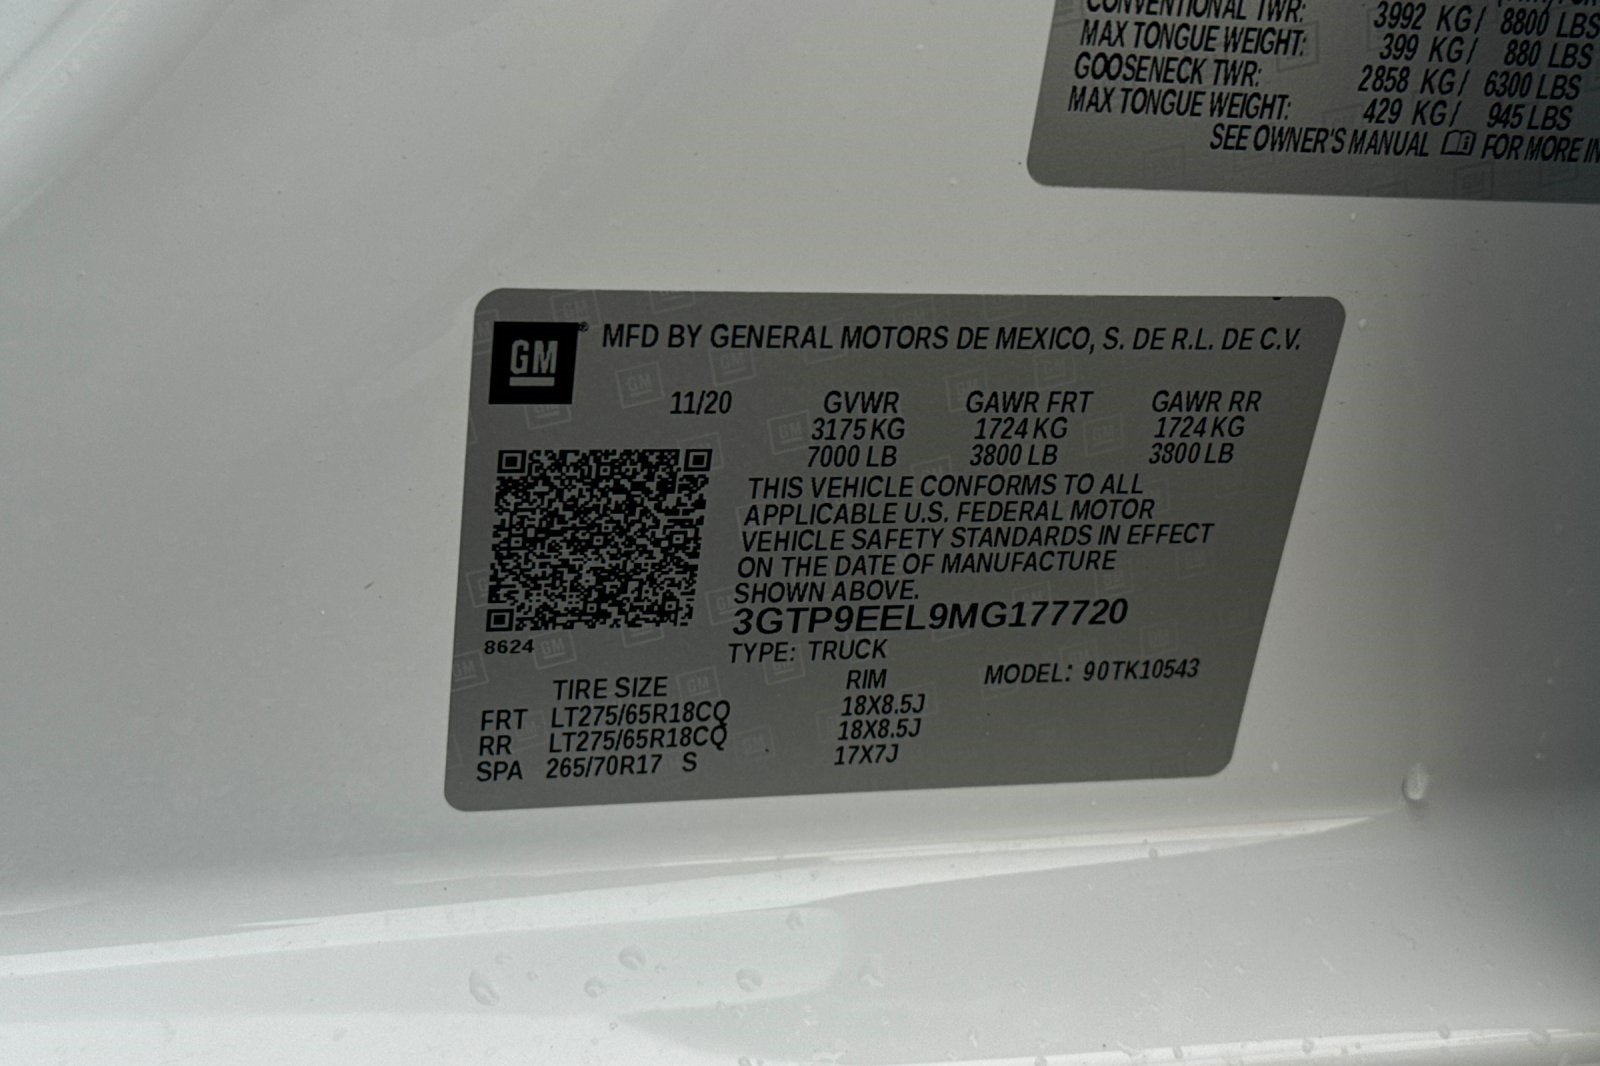 CONVENTIONAL TWR: 3992 KG/ 8800 LBS
MAX TONGUE WEIGHT: 399 KG/ 880 LBS
GOOSENECK TWR: 2858 KG/ 6300 LBS
MAX TONGUE WEIGHT: 429 KG/ 945 LBS
SEE OWNER'S MANUAL FOR MORE IN
GM® MFD BY GENERAL MOTORS DE MEXICO, S. DE R.L. DE C.V.
11/20 GVWR GAWR FRT GAWR RR
3175 KG 1724 KG 1724 KG
7000 LB 3800 LB 3800 LB
THIS VEHICLE CONFORMS TO ALL
APPLICABLE U.S. FEDERAL MOTOR
VEHICLE SAFETY STANDARDS IN EFFECT
ON THE DATE OF MANUFACTURE
SHOWN ABOVE.
3GTP9EEL9MG177720
8624
TYPE: TRUCK
MODEL: 90TK10543
TIRE SIZE RIM
FRT LT275/65R18CQ 18X8.5J
RR LT275/65R18CQ 18X8.5J
SPA 265/70R17 S 17X7J